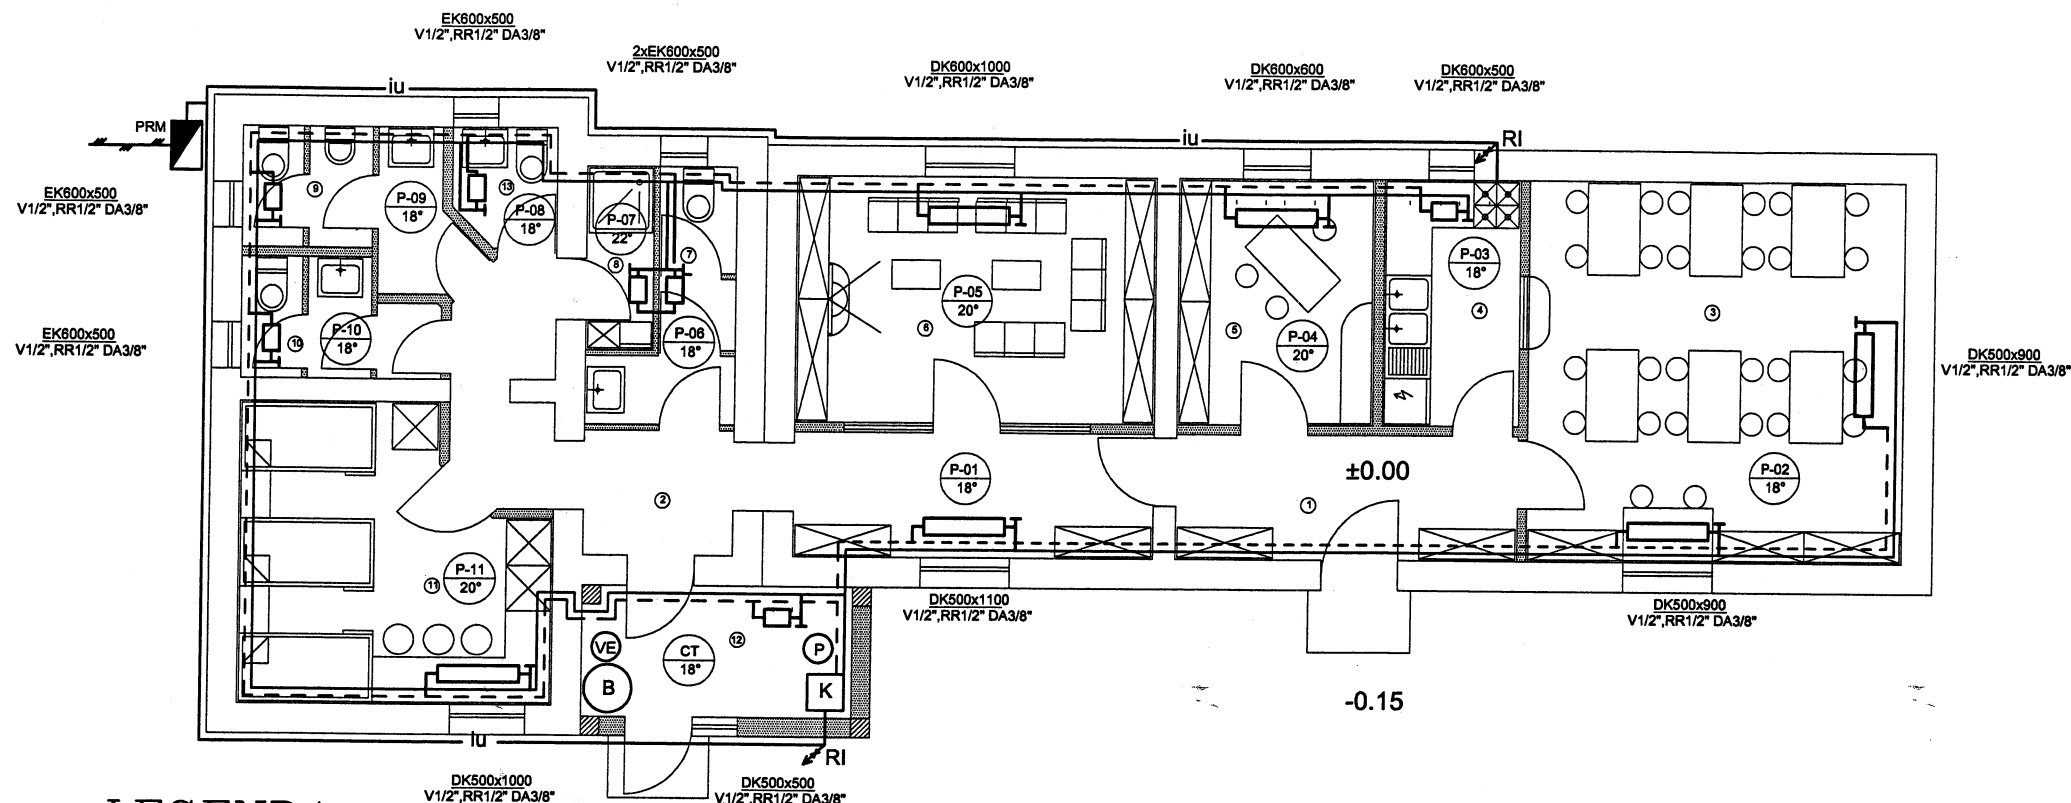 EK600x500
V1/2",RR1/2" DA3/8"
2xEK600x500
V1/2",RR1/2" DA3/8"
DK600x1000
V1/2",RR1/2" DA3/8"
DK600x600
V1/2",RR1/2" DA3/8"
DK600x500
V1/2",RR1/2" DA3/8"
iu
PRM
iu
RI
EK600x500
V1/2",RR1/2" DA3/8"
9
P-09
18°
13
P-08
18°
P-07
22°
7
8
P-05
20°
6
P-03
18°
4
3
EK600x500
V1/2",RR1/2" DA3/8"
10
P-10
18°
P-06
18°
5
P-04
20°
DK500x900
V1/2",RR1/2" DA3/8"
P-01
18°
±0.00
P-02
18°
2
1
P-11
20°
11
DK500x1100
V1/2",RR1/2" DA3/8"
DK500x900
V1/2",RR1/2" DA3/8"
VE
CT
18°
12
P
B
K
-0.15
iu
RI
DK500x1000
V1/2",RR1/2" DA3/8"
DK500x500
V1/2",RR1/2" DA3/8"
LEGENDA